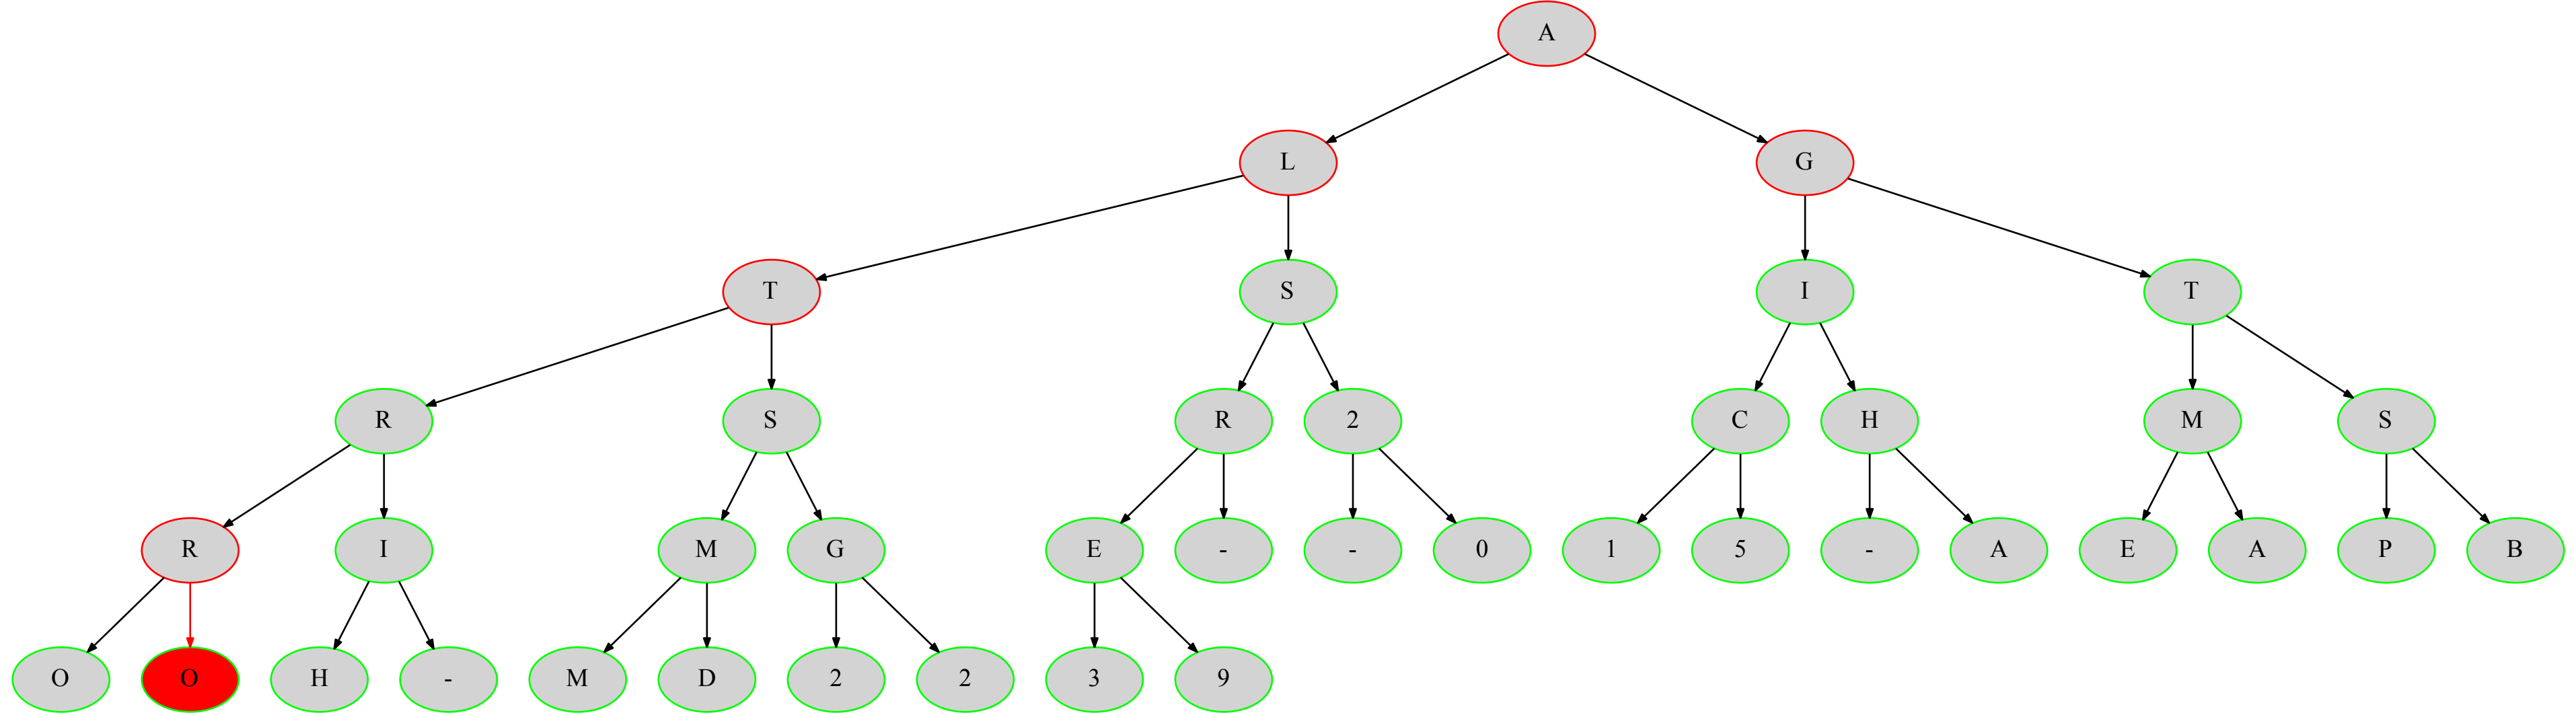 A
L G
T S I T
R S R 2 C H M S
R I M G E - - 0 1 5 - A E A P B
O O H - M D 2 2 3 9